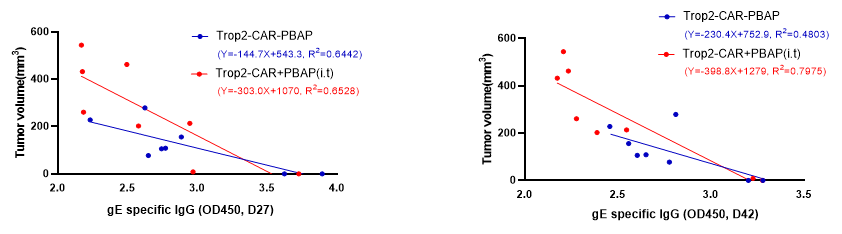 Trop2-CAR-PBAP
(Y=-144.7X+543.3, R²=0.6442)
Trop2-CAR+PBAP(i.t)
(Y=-303.0X+1070, R²=0.6528)
Tumor volume(mm³)
600
400
200
0
2.0 2.5 3.0 3.5 4.0
gE specific IgG (OD450, D27)
Trop2-CAR-PBAP
(Y=-230.4X+752.9, R²=0.4803)
Trop2-CAR+PBAP(i.t)
(Y=-398.8X+1279, R²=0.7975)
Tumor volume(mm³)
600
400
200
0
2.0 2.5 3.0 3.5
gE specific IgG (OD450, D42)